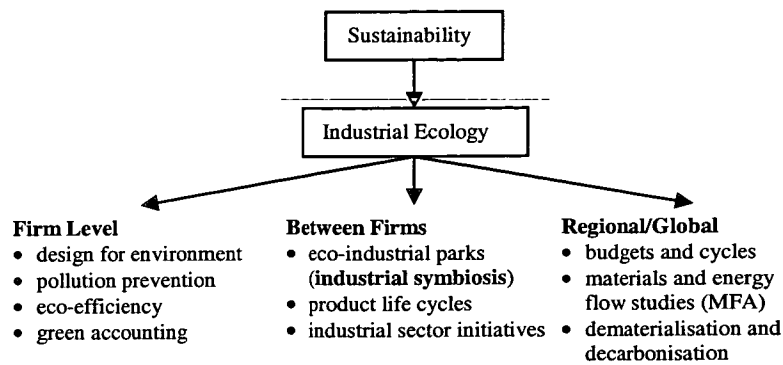 Sustainability
Industrial Ecology
Firm Level
• design for environment
• pollution prevention
• eco-efficiency
• green accounting
Between Firms
• eco-industrial parks
(industrial symbiosis)
• product life cycles
• industrial sector initiatives
Regional/Global
• budgets and cycles
• materials and energy
flow studies (MFA)
• dematerialisation and
decarbonisation